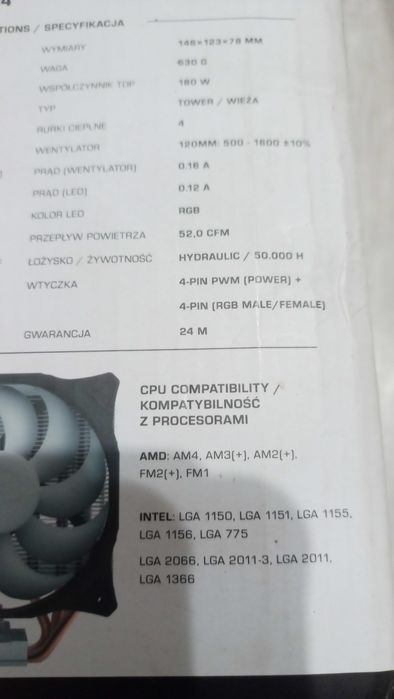 4
TIONS / SPECYFIKACJA
WYMIARY 148×123×78 MM
WAGA 630 G
WSPÓŁCZYNNIK TDP 180 W
TYP TOWER / WIEŻA
RURKI CIEPLNE 4
WENTYLATOR 120MM: 500 - 1600 ±10%
PRĄD (WENTYLATOR) 0.16 A
PRĄD (LED) 0.12 A
KOLOR LED RGB
PRZEPŁYW POWIETRZA 52,0 CFM
ŁOŻYSKO / ŻYWOTNOŚĆ HYDRAULIC / 50.000 H
WTYCZKA 4-PIN PWM (POWER) +
4-PIN (RGB MALE/FEMALE)
GWARANCJA 24 M
CPU COMPATIBILITY /
KOMPATYBILNOŚĆ
Z PROCESORAMI
AMD: AM4, AM3(+), AM2(+),
FM2(+), FM1
INTEL: LGA 1150, LGA 1151, LGA 1155,
LGA 1156, LGA 775
LGA 2066, LGA 2011-3, LGA 2011,
LGA 1366